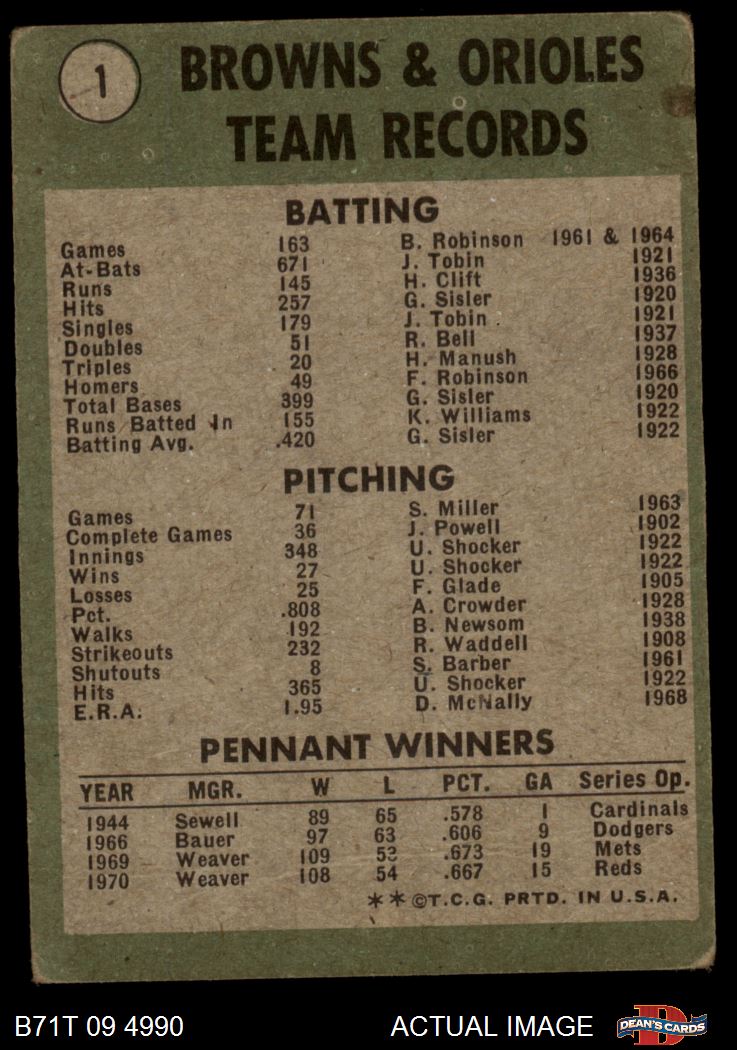 1
BROWNS & ORIOLES
TEAM RECORDS
BATTING
Games 163 B. Robinson 1961 & 1964
At-Bats 671 J. Tobin 1921
Runs 145 H. Clift 1936
Hits 257 G. Sisler 1920
Singles 179 J. Tobin 1921
Doubles 51 R. Bell 1937
Triples 20 H. Manush 1928
Homers 49 F. Robinson 1966
Total Bases 399 G. Sisler 1920
Runs Batted In 155 K. Williams 1922
Batting Avg. .420 G. Sisler 1922
PITCHING
Games 71 S. Miller 1963
Complete Games 36 J. Powell 1902
Innings 348 U. Shocker 1922
Wins 27 U. Shocker 1922
Losses 25 F. Glade 1905
Pct. .808 A. Crowder 1928
Walks 192 B. Newsom 1938
Strikeouts 232 R. Waddell 1908
Shutouts 8 S. Barber 1961
Hits 365 U. Shocker 1922
E.R.A. 1.95 D. McNally 1968
PENNANT WINNERS
YEAR MGR. W L PCT. GA Series Op.
1944 Sewell 89 65 .578 1 Cardinals
1966 Bauer 97 63 .606 9 Dodgers
1969 Weaver 109 53 .673 19 Mets
1970 Weaver 108 54 .667 15 Reds
**©T.C.G. PRTD. IN U.S.A.
B71T 09 4990 ACTUAL IMAGE
D
DEAN'S CARDS